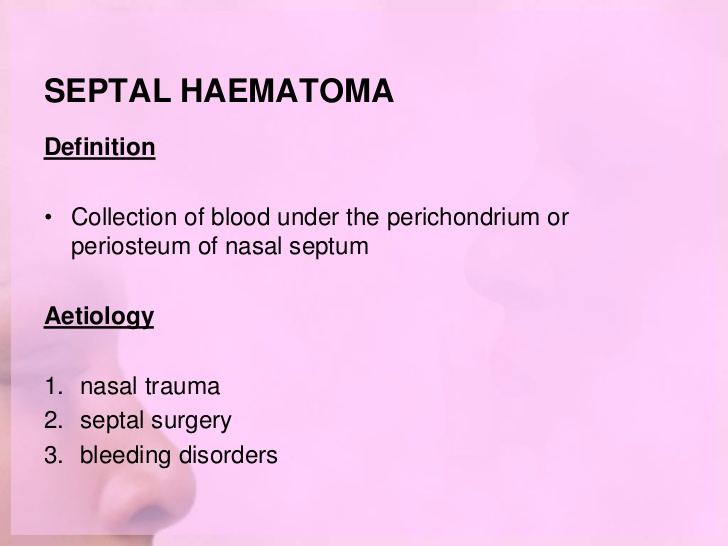 SEPTAL HAEMATOMA
Definition
• Collection of blood under the perichondrium or
periosteum of nasal septum
Aetiology
1. nasal trauma
2. septal surgery
3. bleeding disorders